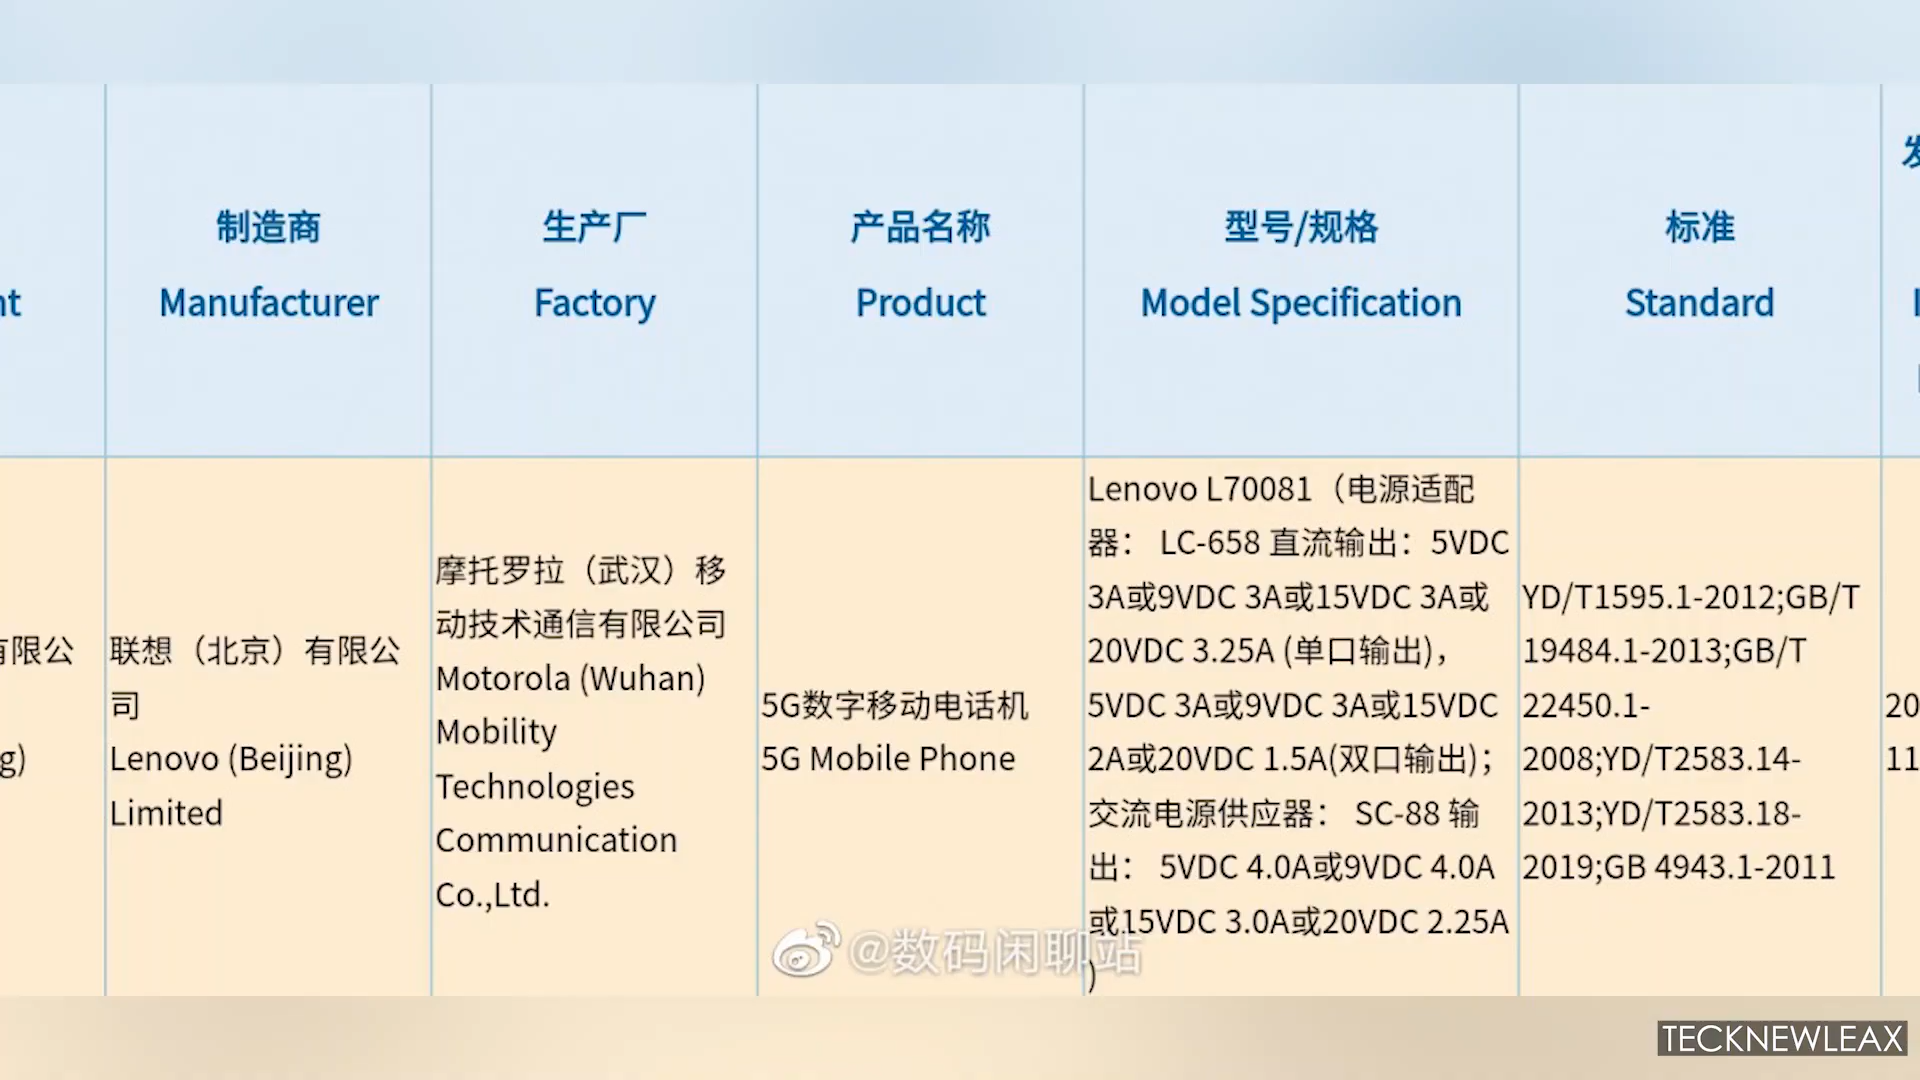 制造商
Manufacturer
生产厂
Factory
产品名称
Product
型号/规格
Model Specification
标准
Standard
有限公
联想（北京）有限公
司
Lenovo (Beijing)
Limited
摩托罗拉（武汉）移
动技术通信有限公司
Motorola (Wuhan)
Mobility
Technologies
Communication
Co.,Ltd.
5G数字移动电话机
5G Mobile Phone
Lenovo L70081（电源适配
器： LC-658 直流输出：5VDC
3A或9VDC 3A或15VDC 3A或
20VDC 3.25A (单口输出)，
5VDC 3A或9VDC 3A或15VDC
2A或20VDC 1.5A(双口输出)；
交流电源供应器： SC-88 输
出： 5VDC 4.0A或9VDC 4.0A
或15VDC 3.0A或20VDC 2.25A
)
YD/T1595.1-2012;GB/T
19484.1-2013;GB/T
22450.1-
2008;YD/T2583.14-
2013;YD/T2583.18-
2019;GB 4943.1-2011
20
11
@数码闲聊站
TECKNEWLEAX